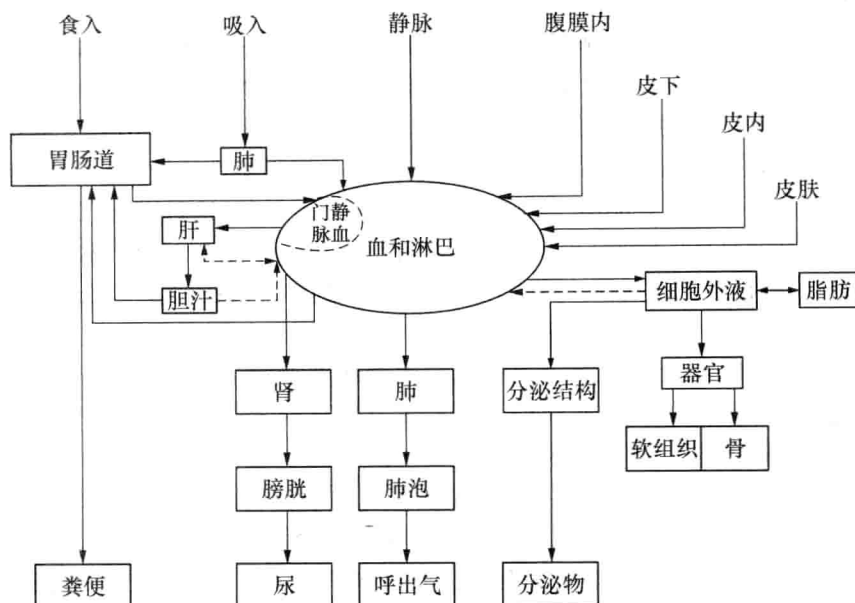 食入
吸入
静脉
腹膜内
皮下
皮内
皮肤
胃肠道
肺
门静
脉血
肝
血和淋巴
胆汁
细胞外液
脂肪
器官
肾
肺
分泌结构
软组织
骨
膀胱
肺泡
粪便
尿
呼出气
分泌物